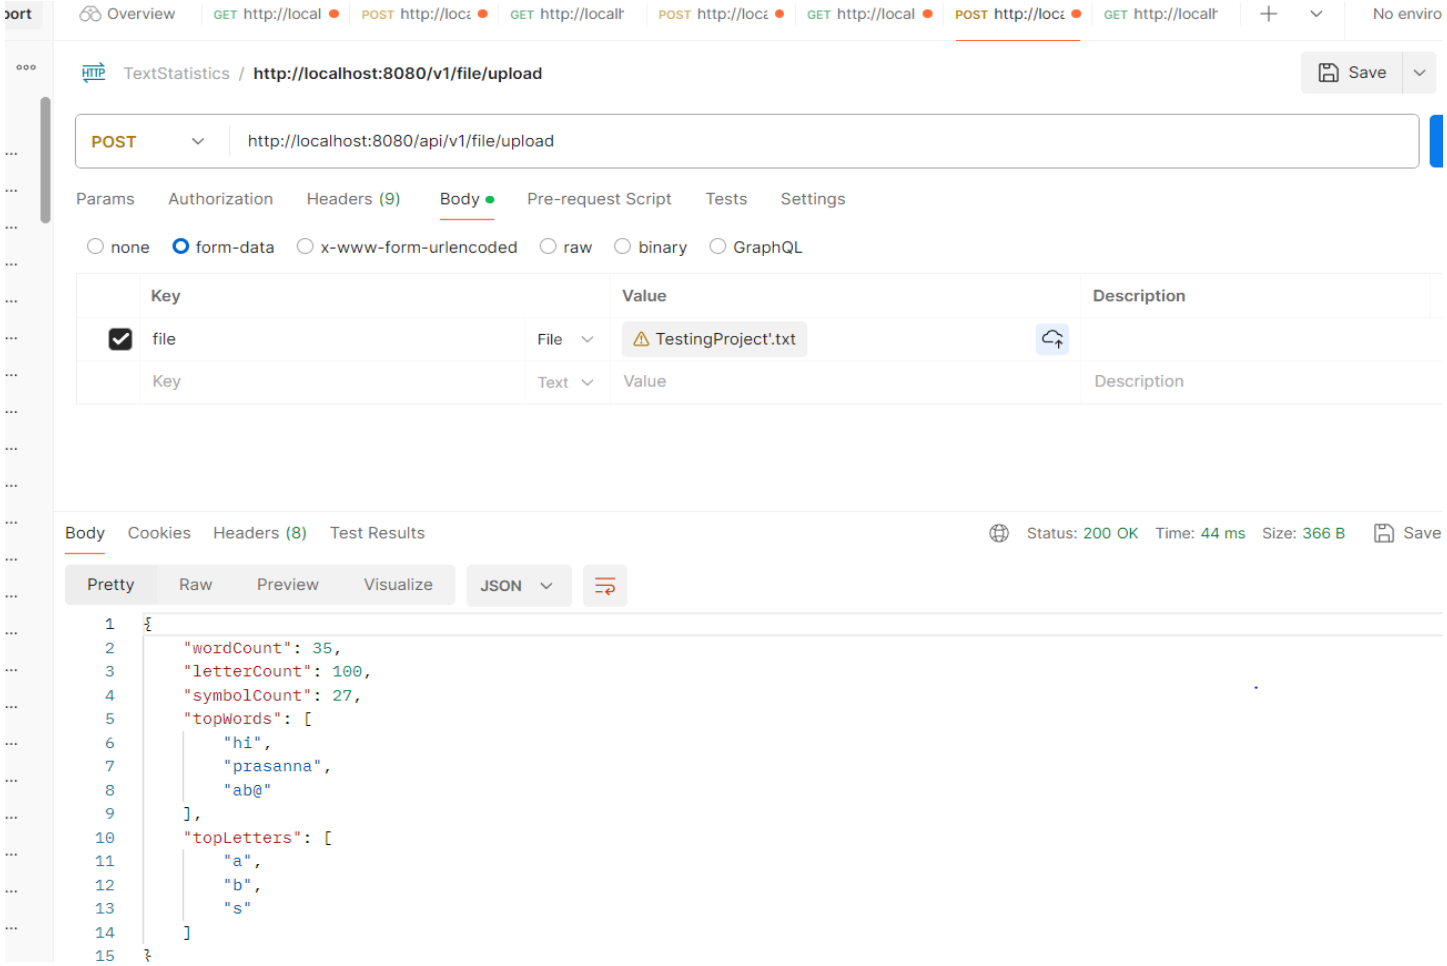 port Overview GET http://local POST http://loca GET http://localh POST http://loca GET http://local POST http://loca GET http://localh No enviro
TextStatistics / http://localhost:8080/v1/file/upload Save
POST http://localhost:8080/api/v1/file/upload
Params Authorization Headers (9) Body Pre-request Script Tests Settings
none form-data x-www-form-urlencoded raw binary GraphQL
Key Value Description
file File TestingProject'.txt
Key Text Value Description
Body Cookies Headers (8) Test Results Status: 200 OK Time: 44 ms Size: 366 B Save
Pretty Raw Preview Visualize JSON
1 {
2 "wordCount": 35,
3 "letterCount": 100,
4 "symbolCount": 27,
5 "topWords": [
6 "hi",
7 "prasanna",
8 "ab@"
9 ],
10 "topLetters": [
11 "a",
12 "b",
13 "s"
14 ]
15 }